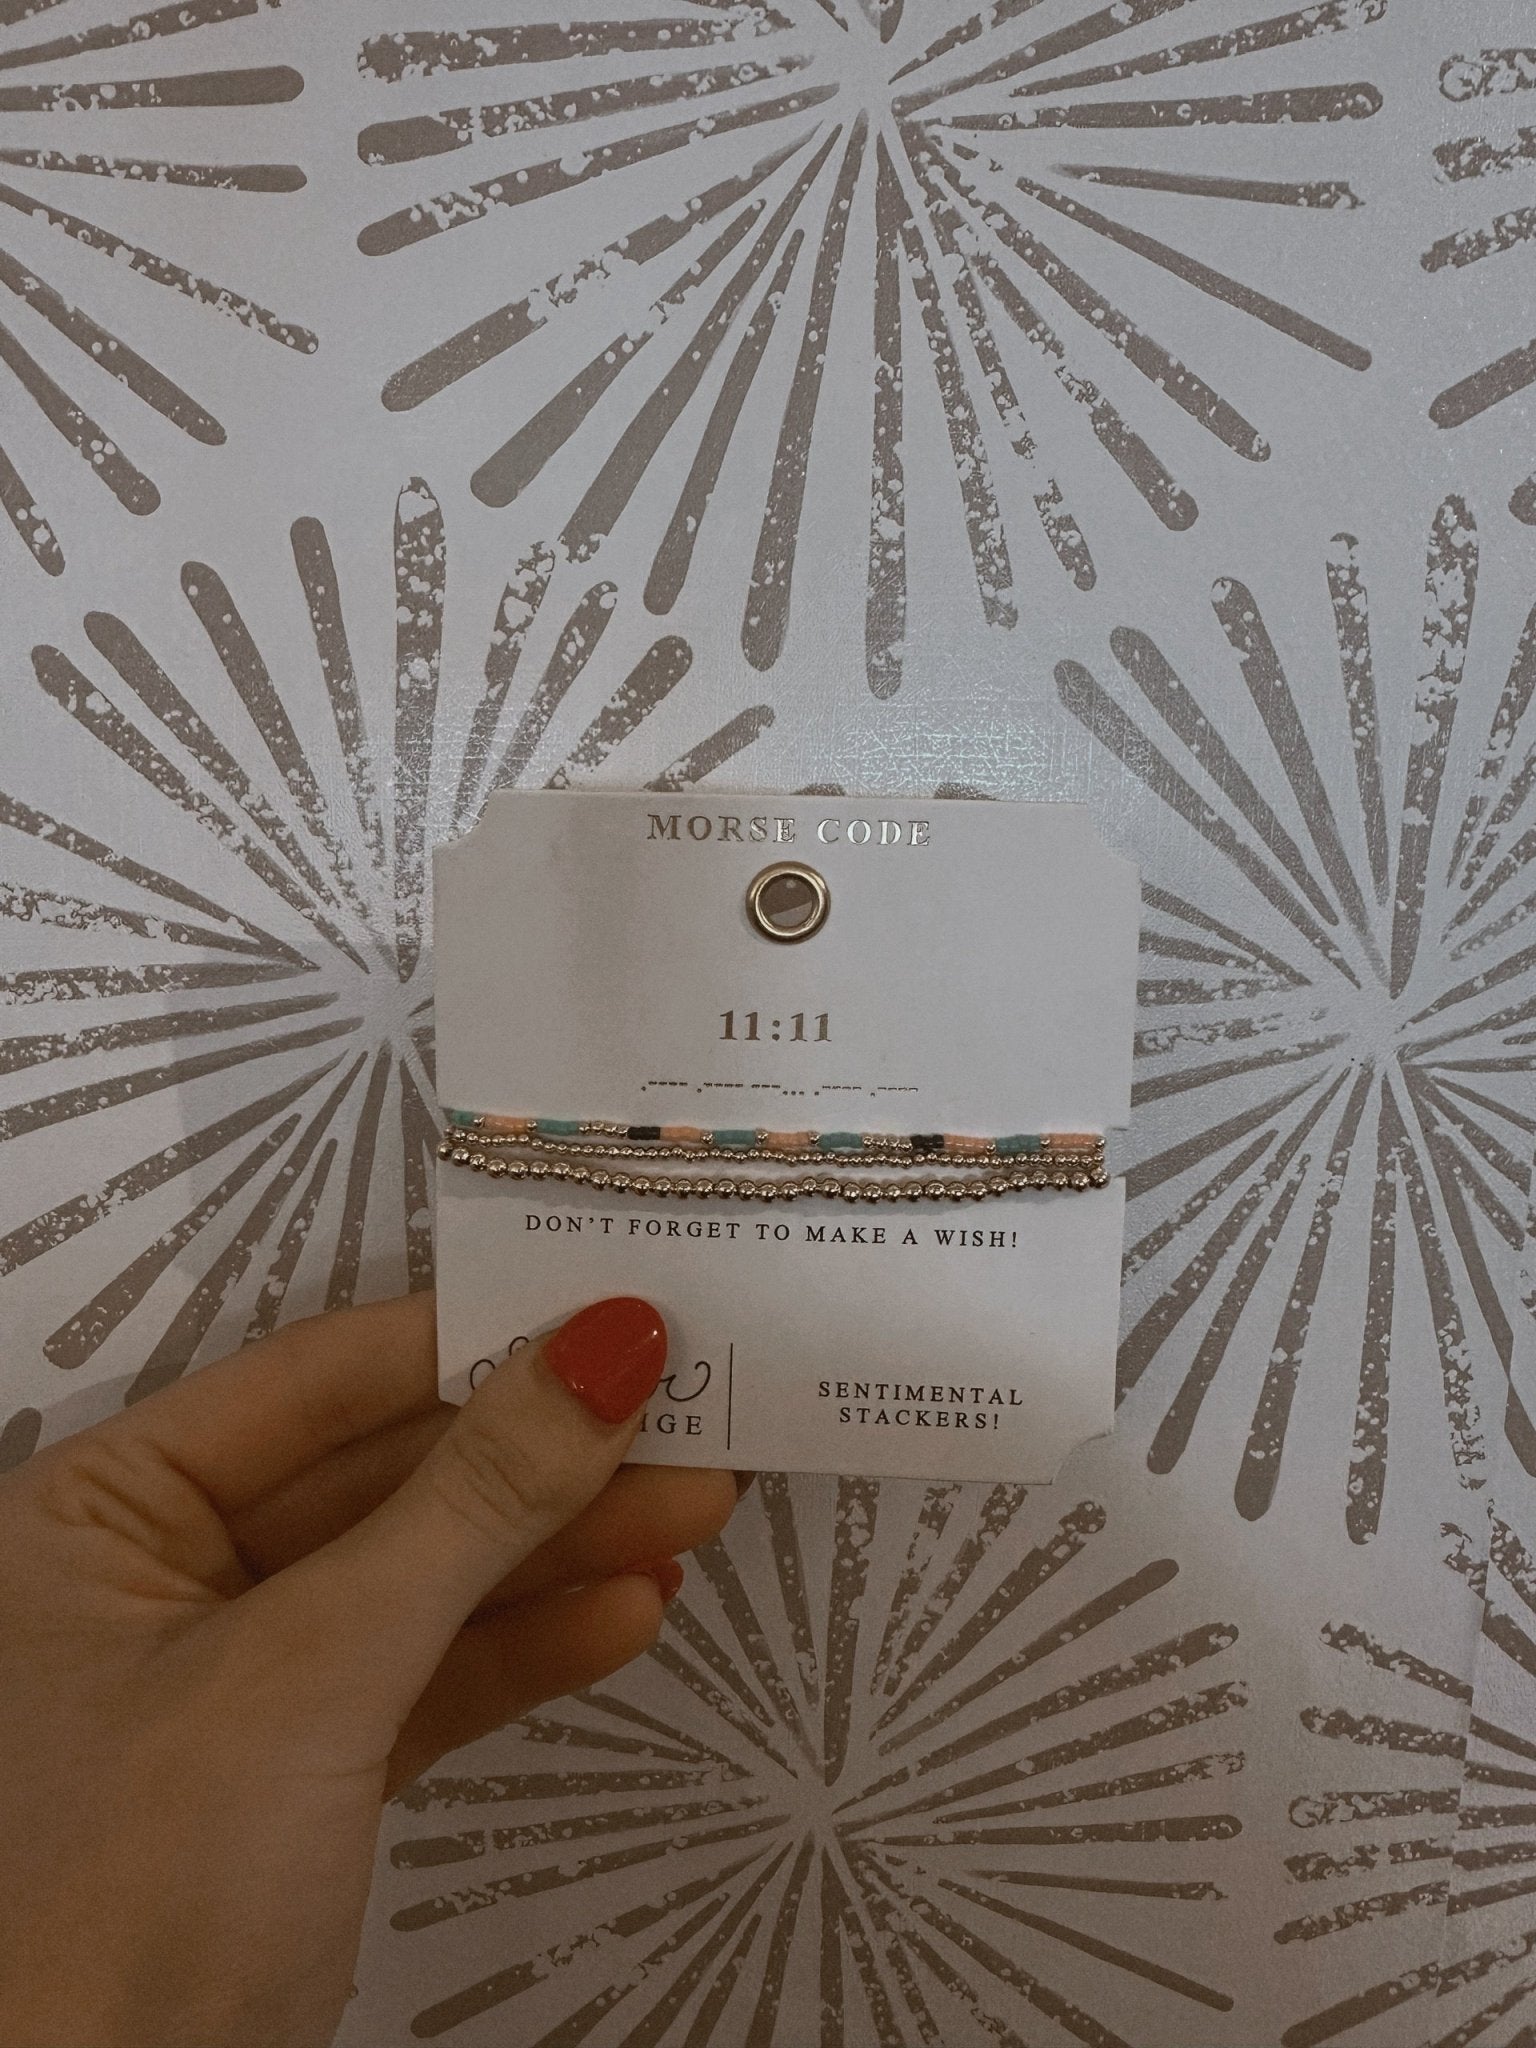 MORSE CODE
11:11
.---- .---- ---... .---- .----
DON'T FORGET TO MAKE A WISH!
SENTIMENTAL
STACKERS!